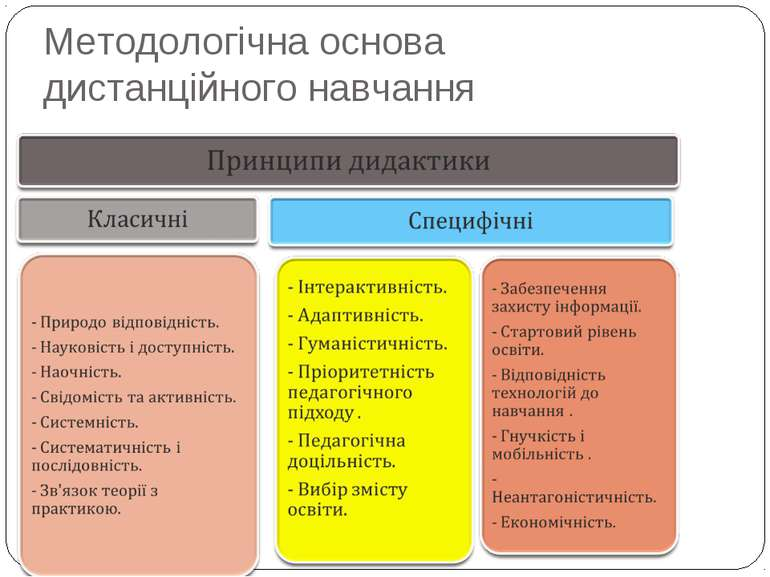 Методологічна основа
дистанційного навчання
Принципи дидактики
Класичні
Специфічні
- Природо відповідність.
- Науковість і доступність.
- Наочність.
- Свідомість та активність.
- Системність.
- Систематичність і
послідовність.
- Зв'язок теорії з
практикою.
- Інтерактивність.
- Адаптивність.
- Гуманістичність.
- Пріоритетність
педагогічного
підходу .
- Педагогічна
доцільність.
- Вибір змісту
освіти.
- Забезпечення
захисту інформації.
- Стартовий рівень
освіти.
- Відповідність
технологій до
навчання .
- Гнучкість і
мобільність .
-
Неантагоністичність.
- Економічність.